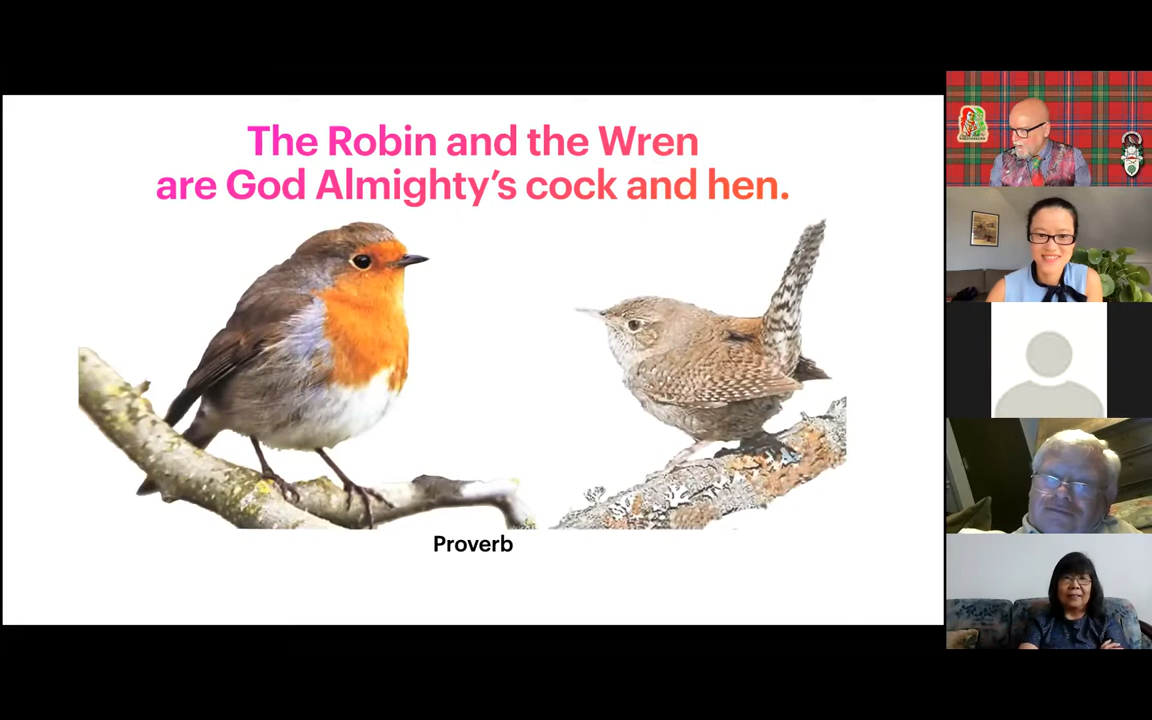 The Robin and the Wren
are God Almighty’s cock and hen.
Proverb